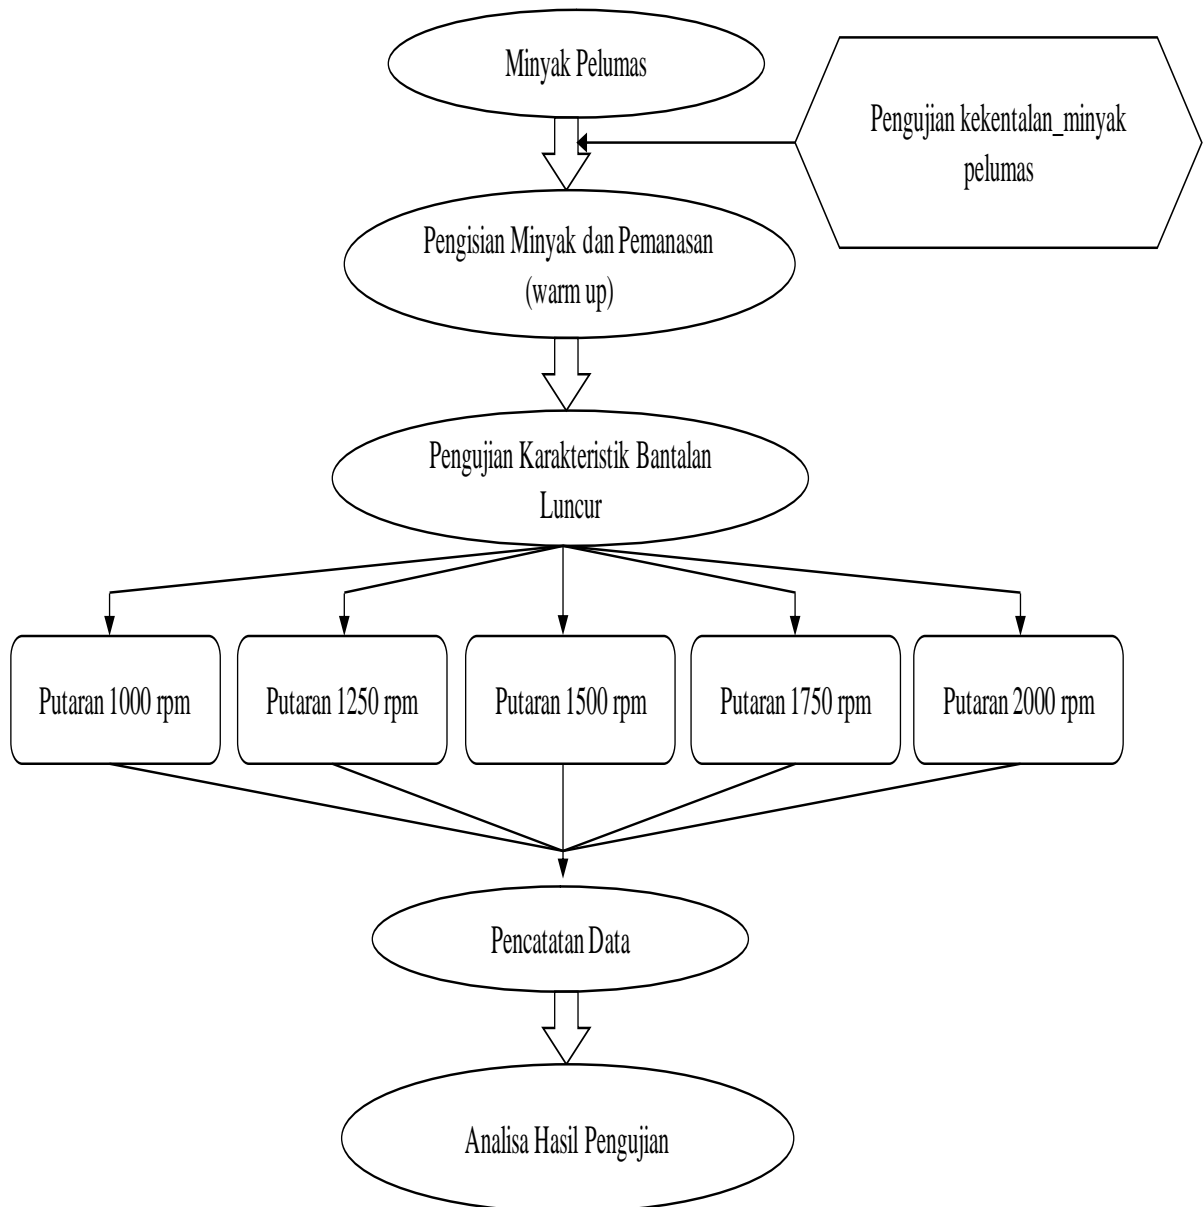 Minyak Pelumas
Pengujian kekentalan_minyak
pelumas
Pengisian Minyak dan Pemanasan
(warm up)
Pengujian Karakteristik Bantalan
Luncur
Putaran 1000 rpm
Putaran 1250 rpm
Putaran 1500 rpm
Putaran 1750 rpm
Putaran 2000 rpm
Pencatatan Data
Analisa Hasil Pengujian